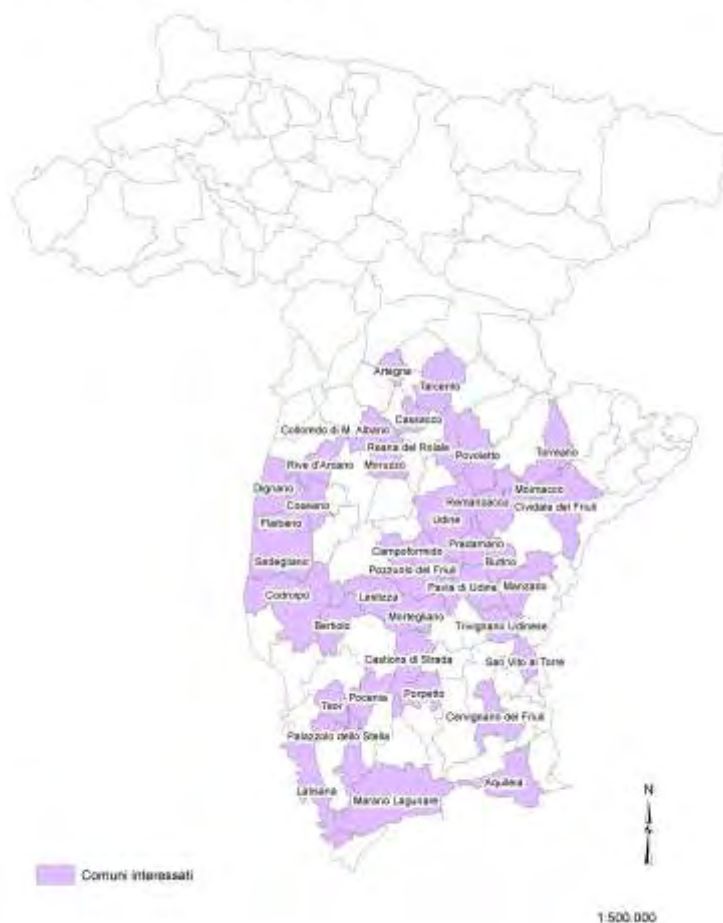 Artegna
Tarcento
Cassacco
Colloredo di M. Albano
Reana del Rojale
Torreano
Povoletto
Rive d'Arcano
Moruzzo
Dignano
Moimacco
Remanzacco
Coseano
Cividale del Friuli
Flaibano
Udine
Pradamano
Campoformido
Sedegliano
Buttrio
Pozzuolo del Friuli
Pavia di Udine
Manzano
Codroipo
Lestizza
Mortegliano
Bertiolo
Trivignano Udinese
Castions di Strada
San Vito al Torre
Pocenia
Porpetto
Teor
Cervignano del Friuli
Palazzolo dello Stella
Aquileia
Latisana
Marano Lagunare
N
Comuni interessati
1:500.000